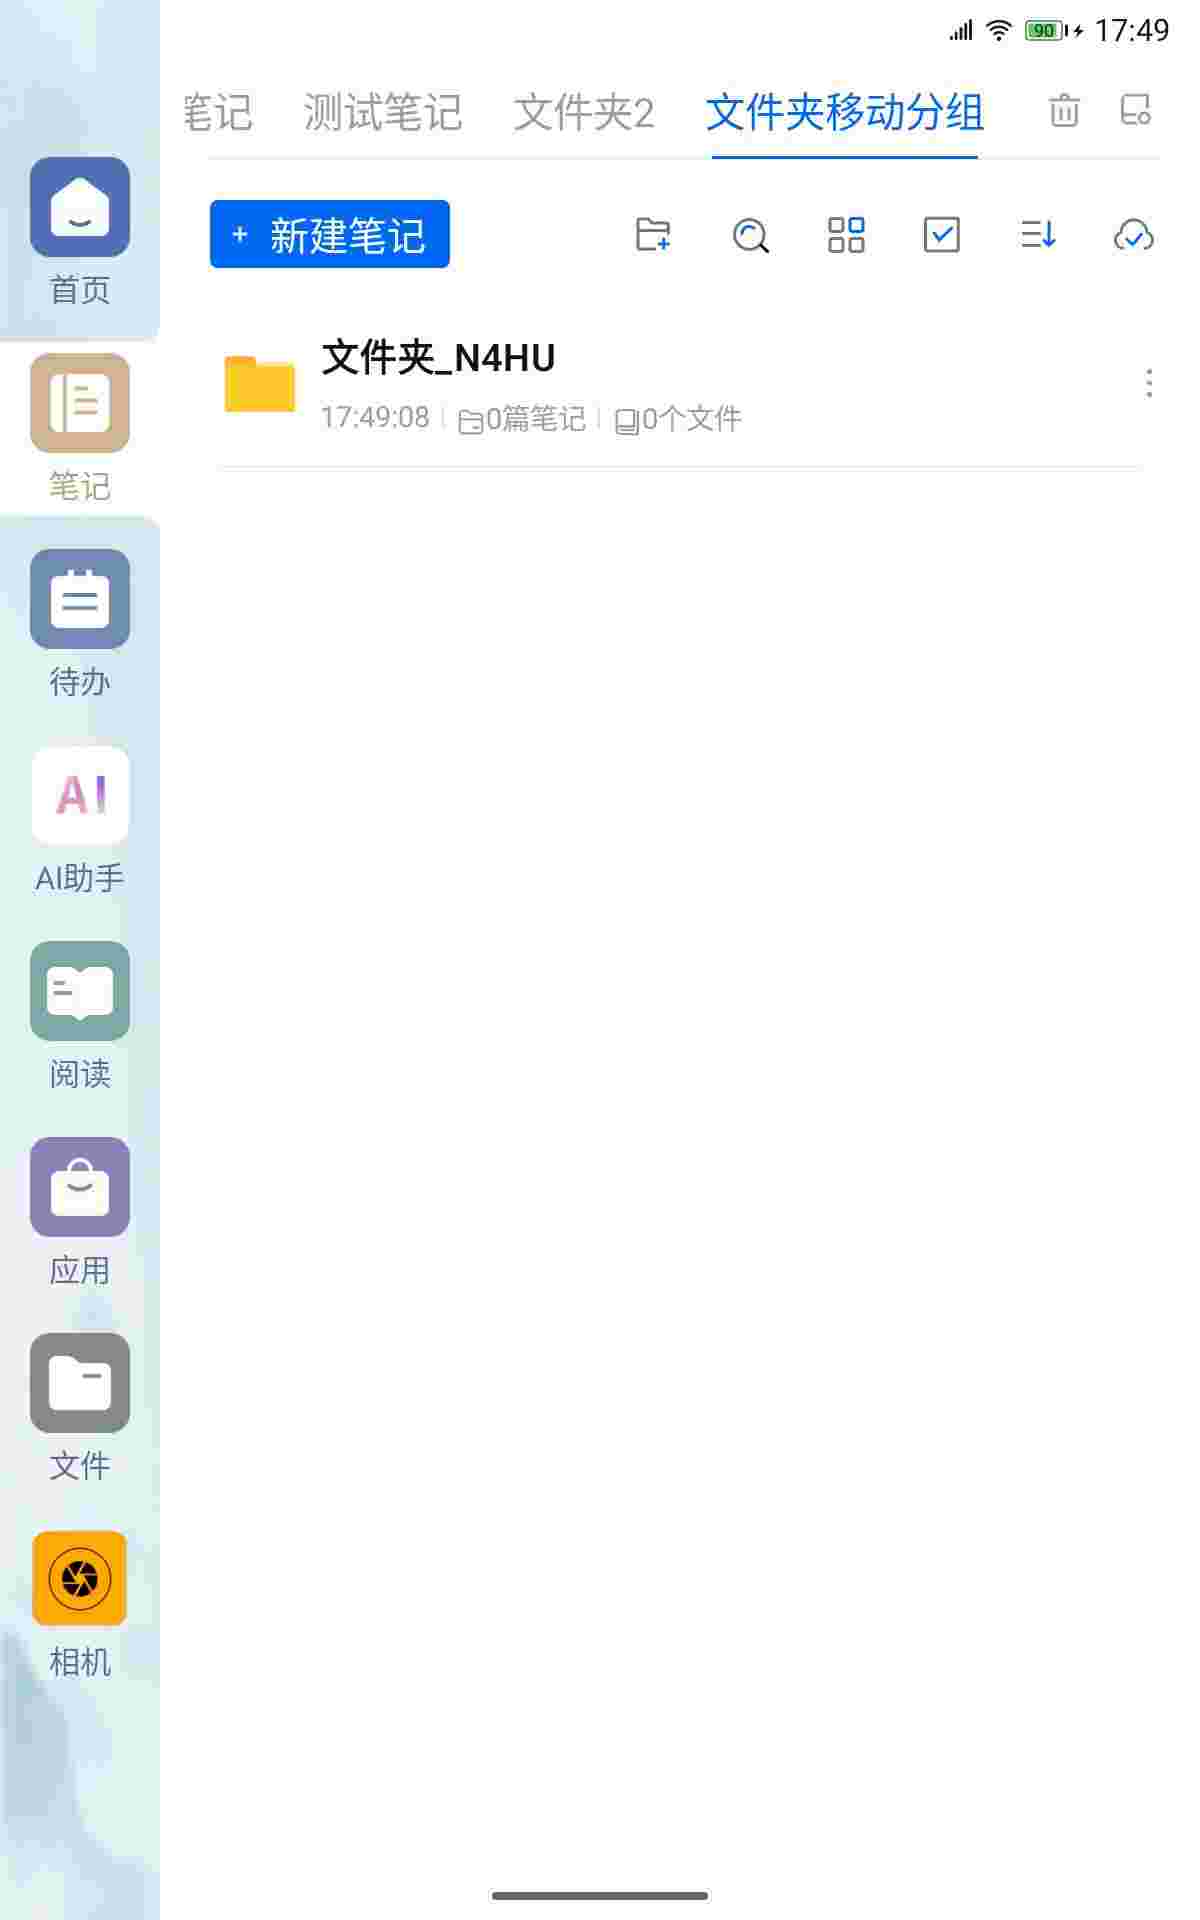 90 17:49
笔记 测试笔记 文件夹2 文件夹移动分组
+ 新建笔记
文件夹_N4HU
17:49:08 0篇笔记 0个文件
首页
笔记
待办
AI
AI助手
阅读
应用
文件
相机